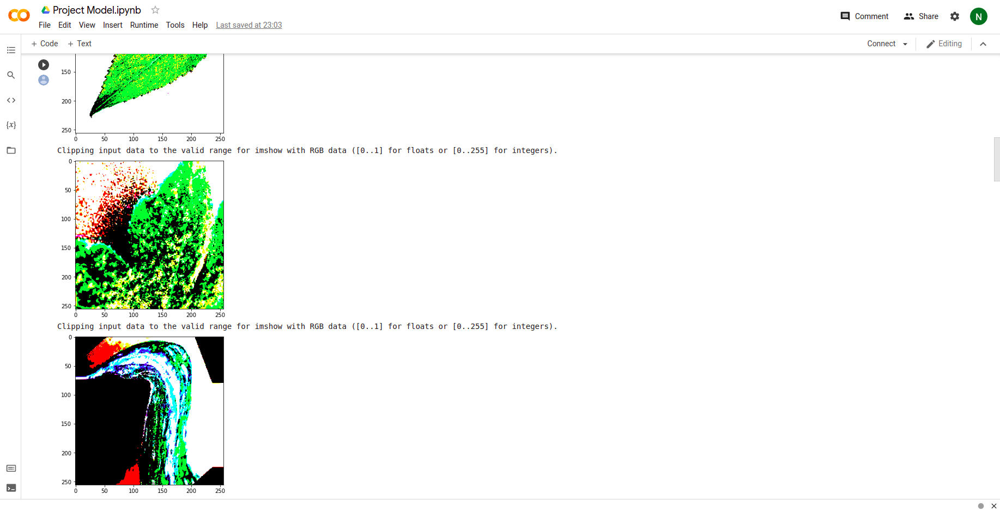 Project Model.ipynb
File Edit View Insert Runtime Tools Help Last saved at 23:03
Comment Share N
+ Code + Text
Connect Editing
{x}
150
200
250
0 50 100 150 200 250
Clipping input data to the valid range for imshow with RGB data ([0..1] for floats or [0..255] for integers).
0
50
100
150
200
250
0 50 100 150 200 250
Clipping input data to the valid range for imshow with RGB data ([0..1] for floats or [0..255] for integers).
0
50
100
150
200
250
0 50 100 150 200 250